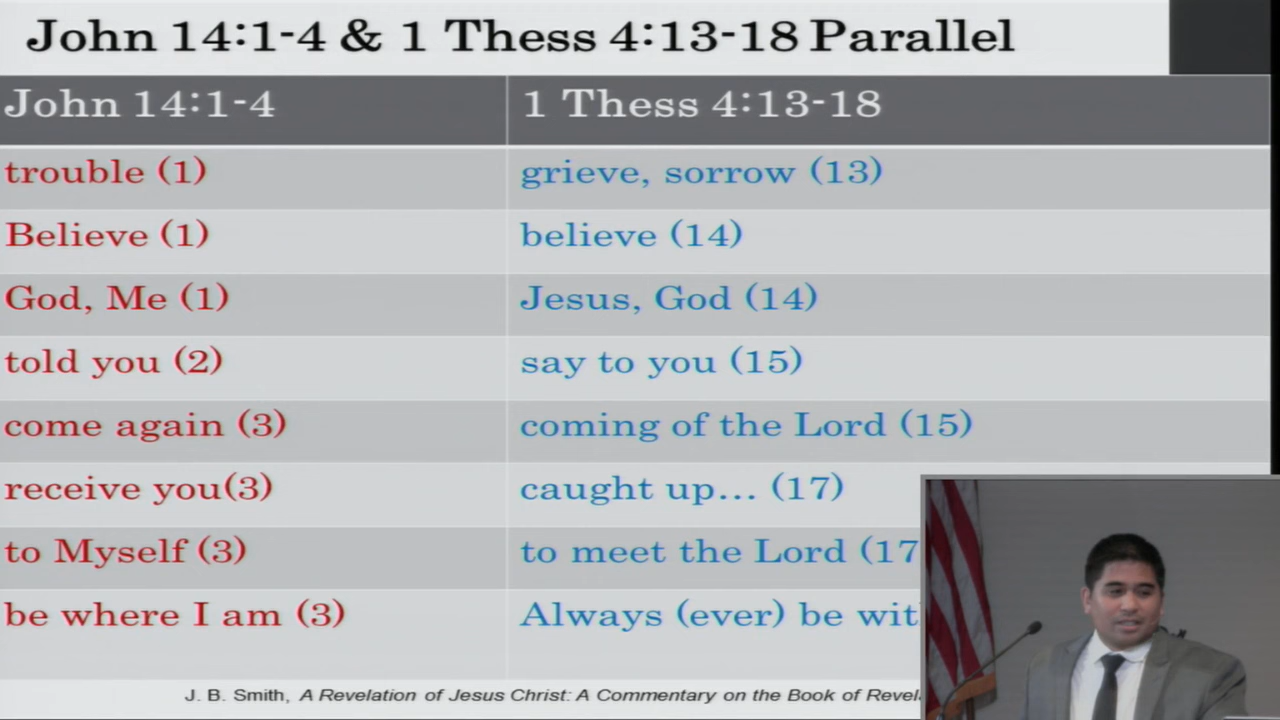 John 14:1-4 & 1 Thess 4:13-18 Parallel
John 14:1-4 1 Thess 4:13-18
trouble (1) grieve, sorrow (13)
Believe (1) believe (14)
God, Me (1) Jesus, God (14)
told you (2) say to you (15)
come again (3) coming of the Lord (15)
receive you(3) caught up... (17)
to Myself (3) to meet the Lord (17
be where I am (3) Always (ever) be
J. B. Smith, A Revelation of Jesus Christ: A Commentary on the Book of